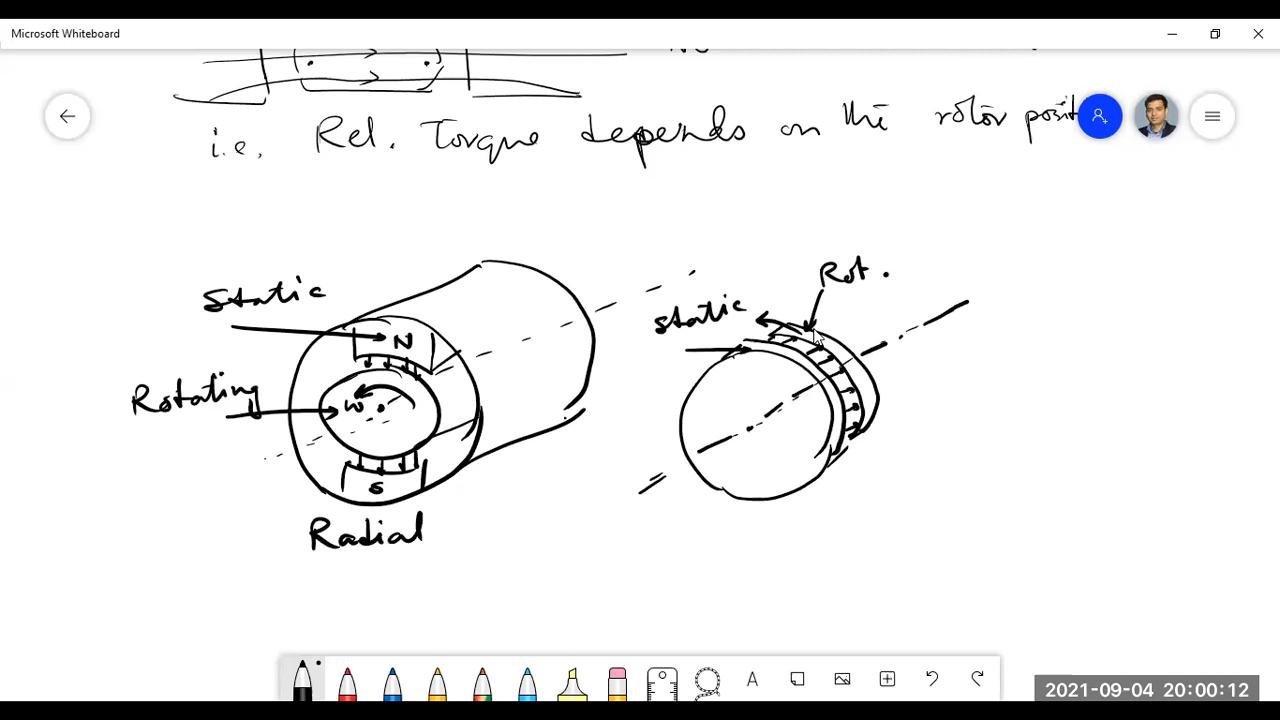 Microsoft Whiteboard
i.e. Rel. Torque depends on the rotor posit
Static
N
Rotating
ω
S
Radial
Rot.
Static
A
2021-09-04 20:00:12